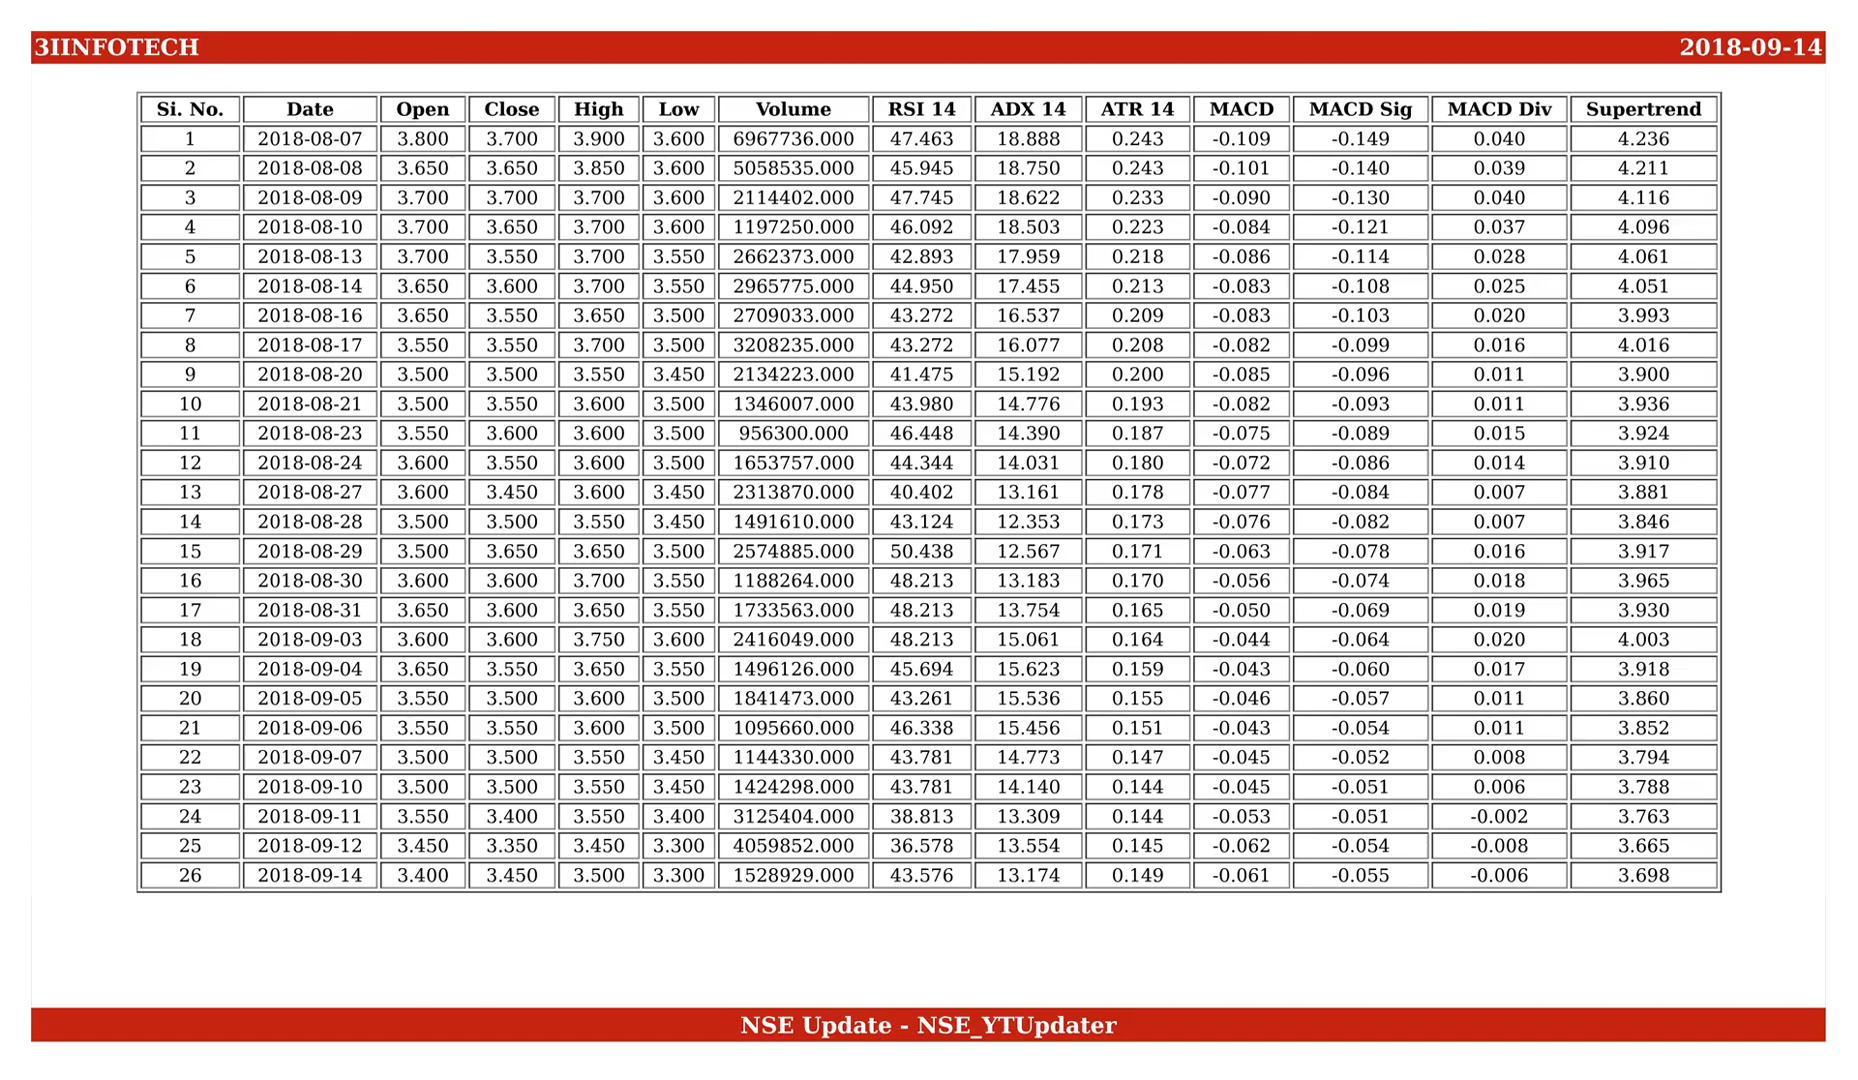 3IINFOTECH 2018-09-14
Si. No. Date Open Close High Low Volume RSI 14 ADX 14 ATR 14 MACD MACD Sig MACD Div Supertrend
1 2018-08-07 3.800 3.700 3.900 3.600 6967736.000 47.463 18.888 0.243 -0.109 -0.149 0.040 4.236
2 2018-08-08 3.650 3.650 3.850 3.600 5058535.000 45.945 18.750 0.243 -0.101 -0.140 0.039 4.211
3 2018-08-09 3.700 3.700 3.700 3.600 2114402.000 47.745 18.622 0.233 -0.090 -0.130 0.040 4.116
4 2018-08-10 3.700 3.650 3.700 3.600 1197250.000 46.092 18.503 0.223 -0.084 -0.121 0.037 4.096
5 2018-08-13 3.700 3.550 3.700 3.550 2662373.000 42.893 17.959 0.218 -0.086 -0.114 0.028 4.061
6 2018-08-14 3.650 3.600 3.700 3.550 2965775.000 44.950 17.455 0.213 -0.083 -0.108 0.025 4.051
7 2018-08-16 3.650 3.550 3.650 3.500 2709033.000 43.272 16.537 0.209 -0.083 -0.103 0.020 3.993
8 2018-08-17 3.550 3.550 3.700 3.500 3208235.000 43.272 16.077 0.208 -0.082 -0.099 0.016 4.016
9 2018-08-20 3.500 3.500 3.550 3.450 2134223.000 41.475 15.192 0.200 -0.085 -0.096 0.011 3.900
10 2018-08-21 3.500 3.550 3.600 3.500 1346007.000 43.980 14.776 0.193 -0.082 -0.093 0.011 3.936
11 2018-08-23 3.550 3.600 3.600 3.500 956300.000 46.448 14.390 0.187 -0.075 -0.089 0.015 3.924
12 2018-08-24 3.600 3.550 3.600 3.500 1653757.000 44.344 14.031 0.180 -0.072 -0.086 0.014 3.910
13 2018-08-27 3.600 3.450 3.600 3.450 2313870.000 40.402 13.161 0.178 -0.077 -0.084 0.007 3.881
14 2018-08-28 3.500 3.500 3.550 3.450 1491610.000 43.124 12.353 0.173 -0.076 -0.082 0.007 3.846
15 2018-08-29 3.500 3.650 3.650 3.500 2574885.000 50.438 12.567 0.171 -0.063 -0.078 0.016 3.917
16 2018-08-30 3.600 3.600 3.700 3.550 1188264.000 48.213 13.183 0.170 -0.056 -0.074 0.018 3.965
17 2018-08-31 3.650 3.600 3.650 3.550 1733563.000 48.213 13.754 0.165 -0.050 -0.069 0.019 3.930
18 2018-09-03 3.600 3.600 3.750 3.600 2416049.000 48.213 15.061 0.164 -0.044 -0.064 0.020 4.003
19 2018-09-04 3.650 3.550 3.650 3.550 1496126.000 45.694 15.623 0.159 -0.043 -0.060 0.017 3.918
20 2018-09-05 3.550 3.500 3.600 3.500 1841473.000 43.261 15.536 0.155 -0.046 -0.057 0.011 3.860
21 2018-09-06 3.550 3.550 3.600 3.500 1095660.000 46.338 15.456 0.151 -0.043 -0.054 0.011 3.852
22 2018-09-07 3.500 3.500 3.550 3.450 1144330.000 43.781 14.773 0.147 -0.045 -0.052 0.008 3.794
23 2018-09-10 3.500 3.500 3.550 3.450 1424298.000 43.781 14.140 0.144 -0.045 -0.051 0.006 3.788
24 2018-09-11 3.550 3.400 3.550 3.400 3125404.000 38.813 13.309 0.144 -0.053 -0.051 -0.002 3.763
25 2018-09-12 3.450 3.350 3.450 3.300 4059852.000 36.578 13.554 0.145 -0.062 -0.054 -0.008 3.665
26 2018-09-14 3.400 3.450 3.500 3.300 1528929.000 43.576 13.174 0.149 -0.061 -0.055 -0.006 3.698
NSE Update - NSE_YTUpdater